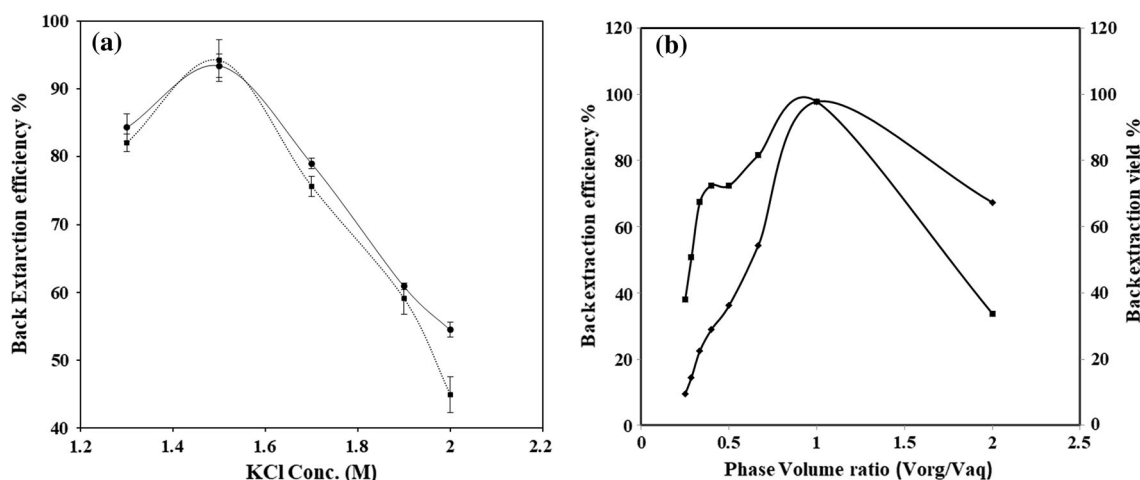 (a)
Back Extarction efficiency %
100
90
80
70
60
50
40
1.2 1.4 1.6 1.8 2 2.2
KCl Conc. (M)
(b)
Backextraction efficiency %
120
100
80
60
40
20
0
0 0.5 1 1.5 2 2.5
Phase Volume ratio (Vorg/Vaq)
120
100
80
60
40
20
0
Backextraction yield %